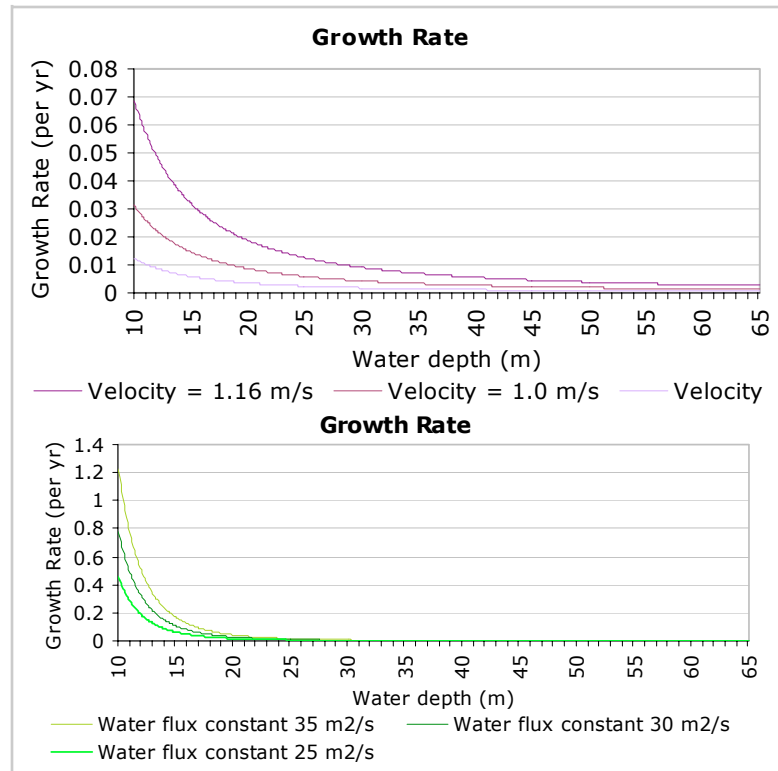 Growth Rate
0.08
0.07
0.06
0.05
0.04
0.03
0.02
0.01
0
Growth Rate (per yr)
10 15 20 25 30 35 40 45 50 55 60 65
Water depth (m)
Velocity = 1.16 m/s Velocity = 1.0 m/s Velocity
Growth Rate
1.4
1.2
1
0.8
0.6
0.4
0.2
0
Growth Rate (per yr)
10 15 20 25 30 35 40 45 50 55 60 65
Water depth (m)
Water flux constant 35 m2/s Water flux constant 30 m2/s
Water flux constant 25 m2/s